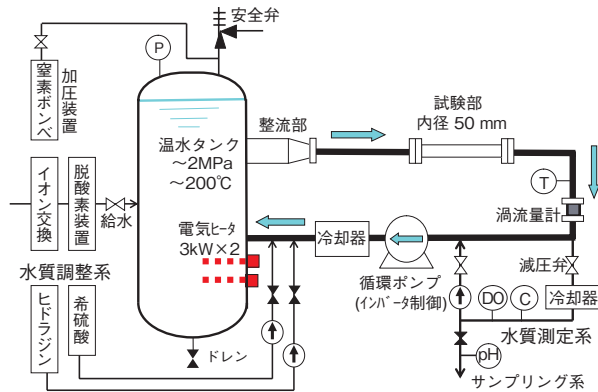 安全弁
P
窒素ボンベ
加圧装置
試験部
内径 50 mm
整流部
温水タンク
～2MPa
～200℃
T
イオン交換
脱酸素装置
給水
渦流量計
電気ヒータ
3kW×2
冷却器
循環ポンプ
(インバータ制御)
減圧弁
水質調整系
ヒドラジン
希硫酸
DO
C
冷却器
水質測定系
ドレン
pH
サンプリング系